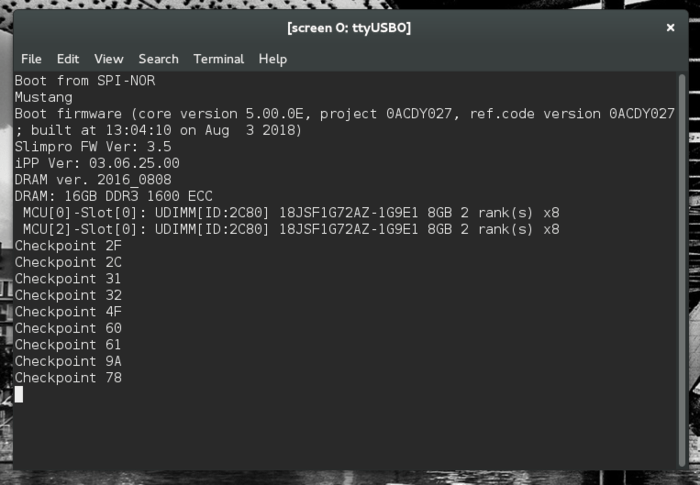 [screen 0: ttyUSB0]
File Edit View Search Terminal Help
Boot from SPI-NOR
Mustang
Boot firmware (core version 5.00.0E, project 0ACDY027, ref.code version 0ACDY027
; built at 13:04:10 on Aug  3 2018)
Slimpro FW Ver: 3.5
iPP Ver: 03.06.25.00
DRAM ver. 2016_0808
DRAM: 16GB DDR3 1600 ECC
 MCU[0]-Slot[0]: UDIMM[ID:2C80] 18JSF1G72AZ-1G9E1 8GB 2 rank(s) x8
 MCU[2]-Slot[0]: UDIMM[ID:2C80] 18JSF1G72AZ-1G9E1 8GB 2 rank(s) x8
Checkpoint 2F
Checkpoint 2C
Checkpoint 31
Checkpoint 32
Checkpoint 4F
Checkpoint 60
Checkpoint 61
Checkpoint 9A
Checkpoint 78